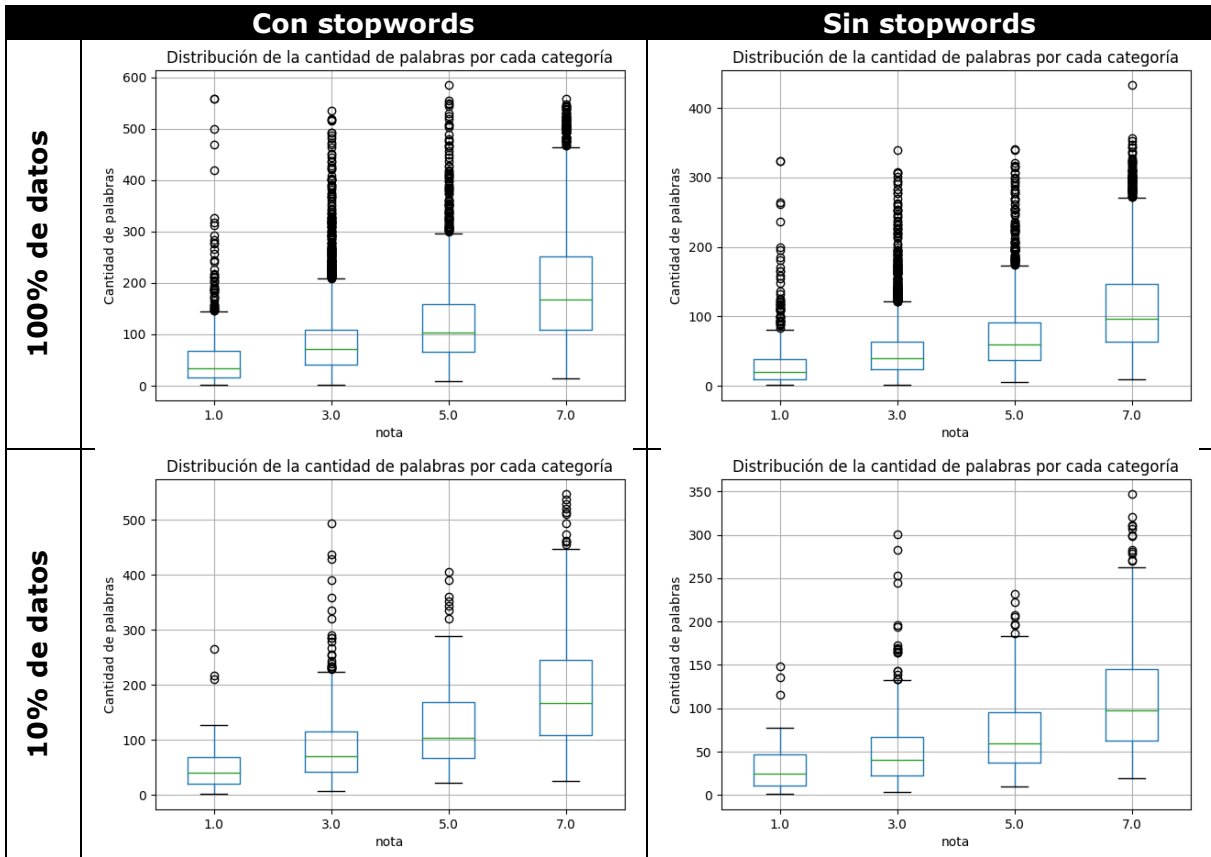 Con stopwords
Sin stopwords
100% de datos
Distribución de la cantidad de palabras por cada categoría
Cantidad de palabras
600
500
400
300
200
100
0
1.0 3.0 5.0 7.0
nota
Distribución de la cantidad de palabras por cada categoría
Cantidad de palabras
400
300
200
100
0
1.0 3.0 5.0 7.0
nota
10% de datos
Distribución de la cantidad de palabras por cada categoría
Cantidad de palabras
500
400
300
200
100
0
1.0 3.0 5.0 7.0
nota
Distribución de la cantidad de palabras por cada categoría
Cantidad de palabras
350
300
250
200
150
100
50
0
1.0 3.0 5.0 7.0
nota